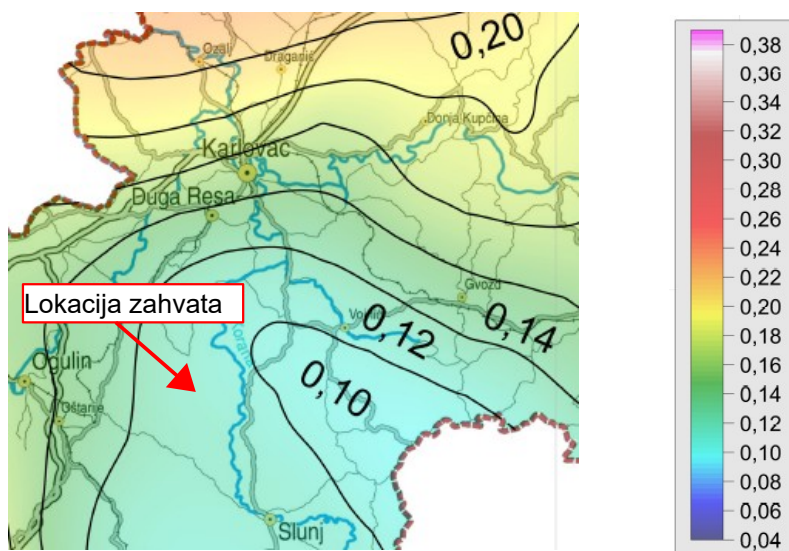 Ozalj
Draganić
0,20
Donja Kupčina
Karlovac
Duga Resa
Gvozd
Lokacija zahvata
Vojnić
0,12
0,14
Korana
Ogulin
0,10
Oštarije
Slunj
0,38
0,36
0,34
0,32
0,30
0,28
0,26
0,24
0,22
0,20
0,18
0,16
0,14
0,12
0,10
0,08
0,06
0,04